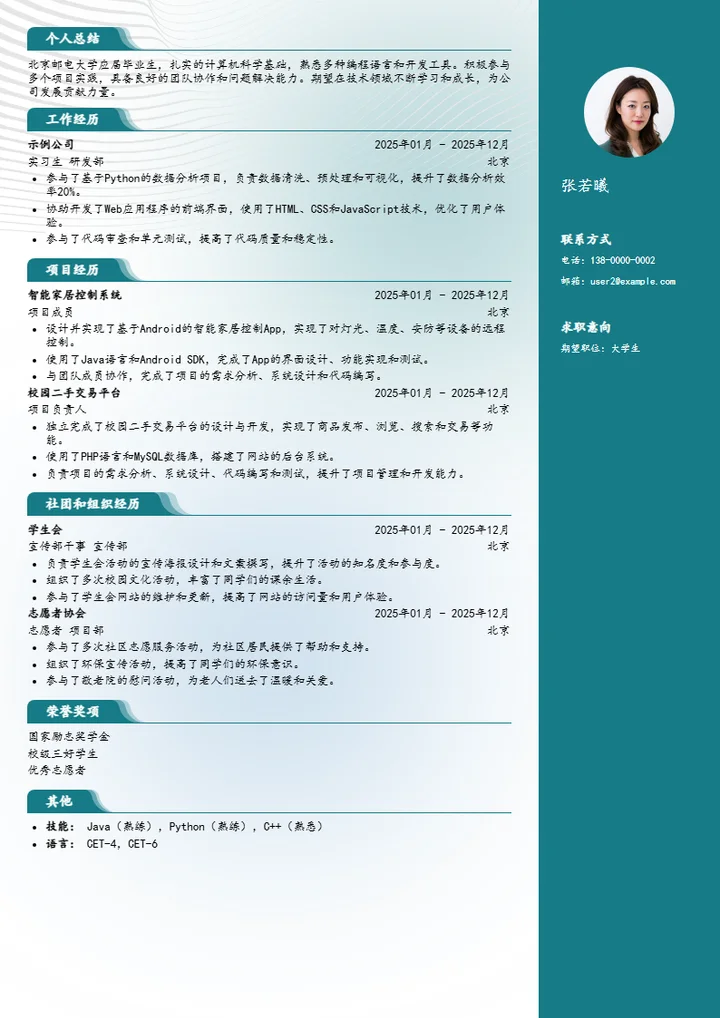 个人总结
北京邮电大学应届毕业生，扎实的计算机科学基础，熟悉多种编程语言和开发工具。积极参与
多个项目实践，具备良好的团队协作和问题解决能力。期望在技术领域不断学习和成长，为公
司发展贡献力量。
工作经历
示例公司 2025年01月 - 2025年12月
实习生 研发部 北京
• 参与了基于Python的数据分析项目，负责数据清洗、预处理和可视化，提升了数据分析效
率20%。
• 协助开发了Web应用程序的前端界面，使用了HTML、CSS和JavaScript技术，优化了用户体
验。
• 参与了代码审查和单元测试，提高了代码质量和稳定性。
项目经历
智能家居控制系统 2025年01月 - 2025年12月
项目成员 北京
• 设计并实现了基于Android的智能家居控制App，实现了对灯光、温度、安防等设备的远程
控制。
• 使用了Java语言和Android SDK，完成了App的界面设计、功能实现和测试。
• 与团队成员协作，完成了项目的需求分析、系统设计和代码编写。
校园二手交易平台 2025年01月 - 2025年12月
项目负责人 北京
• 独立完成了校园二手交易平台的设计与开发，实现了商品发布、浏览、搜索和交易等功
能。
• 使用了PHP语言和MySQL数据库，搭建了网站的后台系统。
• 负责项目的需求分析、系统设计、代码编写和测试，提升了项目管理和开发能力。
社团和组织经历
学生会 2025年01月 - 2025年12月
宣传部干事 宣传部 北京
• 负责学生会活动的宣传海报设计和文案撰写，提升了活动的知名度和参与度。
• 组织了多次校园文化活动，丰富了同学们的课余生活。
• 参与了学生会网站的维护和更新，提高了网站的访问量和用户体验。
志愿者协会 2025年01月 - 2025年12月
志愿者 项目部 北京
• 参与了多次社区志愿服务活动，为社区居民提供了帮助和支持。
• 组织了环保宣传活动，提高了同学们的环保意识。
• 参与了敬老院的慰问活动，为老人们送去了温暖和关爱。
荣誉奖项
国家励志奖学金
校级三好学生
优秀志愿者
其他
• 技能： Java（熟练），Python（熟练），C++（熟悉）
• 语言： CET-4，CET-6
张若曦
联系方式
电话：138-0000-0002
邮箱：user2@example.com
求职意向
期望职位：大学生